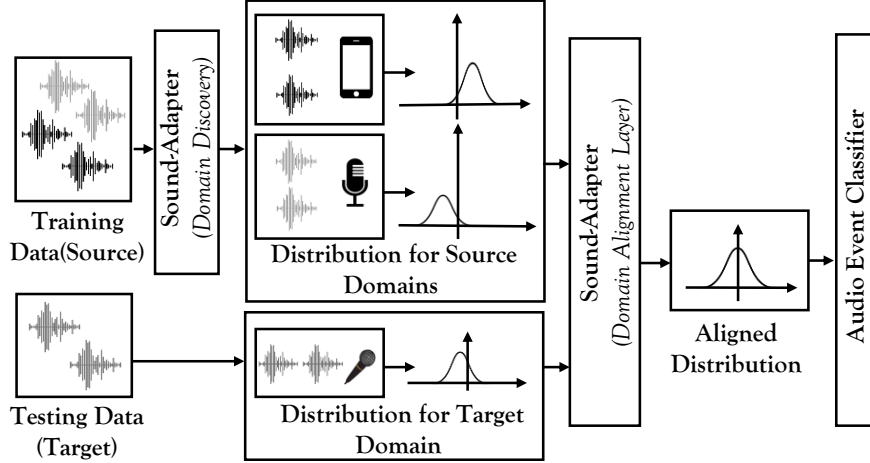 Training
Data(Source)
Sound-Adapter
(Domain Discovery)
Distribution for Source
Domains
Testing Data
(Target)
Distribution for Target
Domain
Sound-Adapter
(Domain Alignment Layer)
Aligned
Distribution
Audio Event Classifier